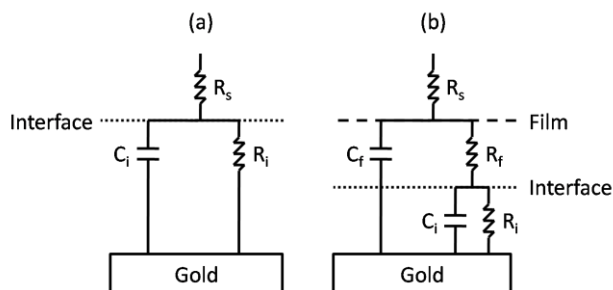 (a)
(b)
Rs
Rs
Interface
Film
Ci
Ri
Cf
Rf
Interface
Ci
Ri
Gold
Gold